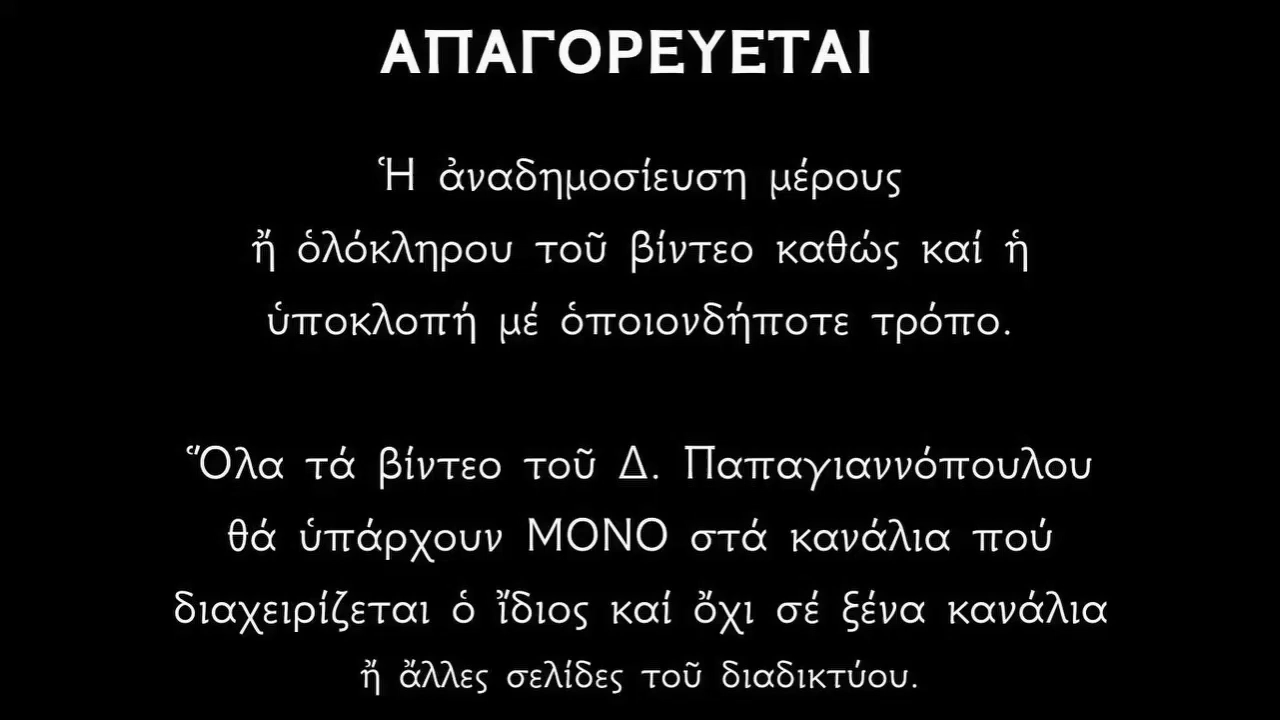 ΑΠΑΓΟΡΕΥΕΤΑΙ
Ἡ ἀναδημοσίευση μέρους
ἤ ὁλόκληρου τοῦ βίντεο καθώς καί ἡ
ὑποκλοπή μέ ὁποιονδήποτε τρόπο.
Ὅλα τά βίντεο τοῦ Δ. Παπαγιαννόπουλου
θά ὑπάρχουν ΜΟΝΟ στά κανάλια πού
διαχειρίζεται ὁ ἴδιος καί ὄχι σέ ξένα κανάλια
ἤ ἄλλες σελίδες τοῦ διαδικτύου.